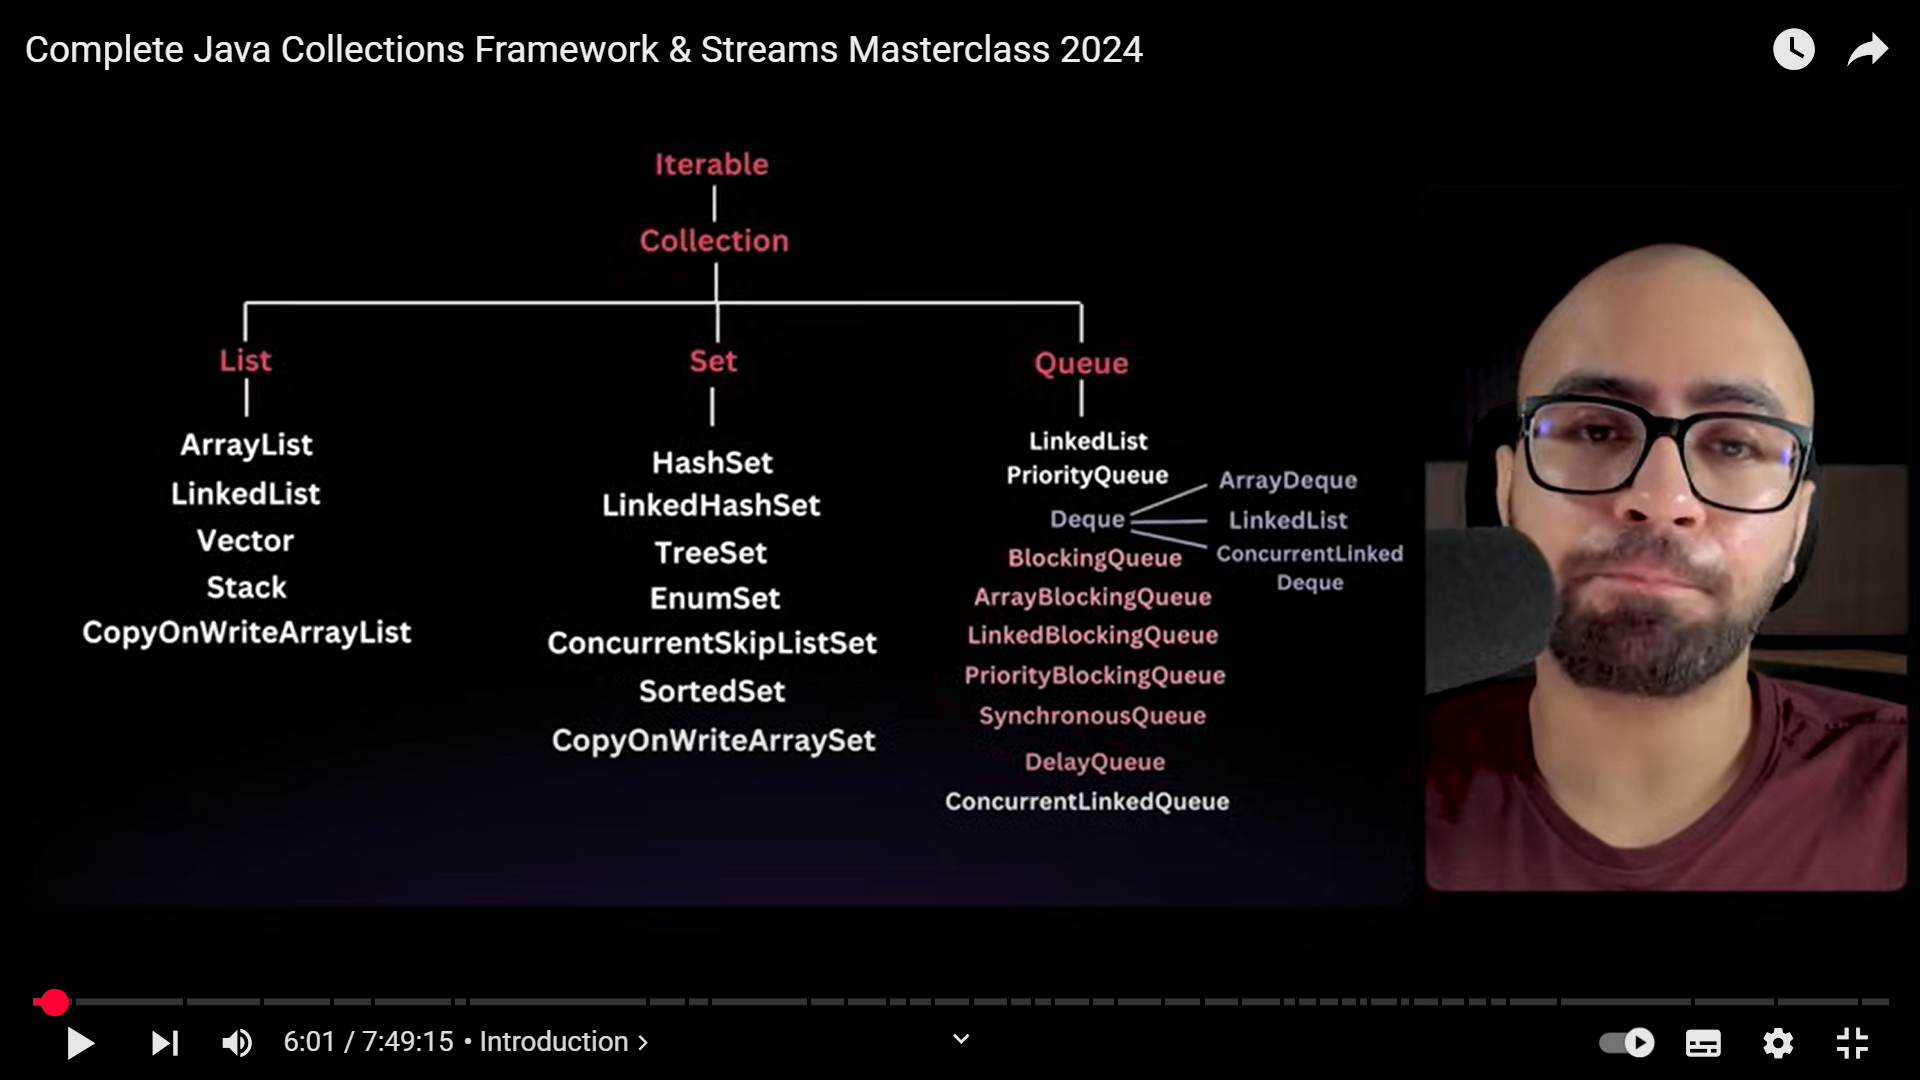 Complete Java Collections Framework & Streams Masterclass 2024
Iterable
Collection
List
Set
Queue
ArrayList
LinkedList
Vector
Stack
CopyOnWriteArrayList
HashSet
LinkedHashSet
TreeSet
EnumSet
ConcurrentSkipListSet
SortedSet
CopyOnWriteArraySet
LinkedList
PriorityQueue
Deque
ArrayDeque
LinkedList
ConcurrentLinked
Deque
BlockingQueue
ArrayBlockingQueue
LinkedBlockingQueue
PriorityBlockingQueue
SynchronousQueue
DelayQueue
ConcurrentLinkedQueue
6:01 / 7:49:15 • Introduction